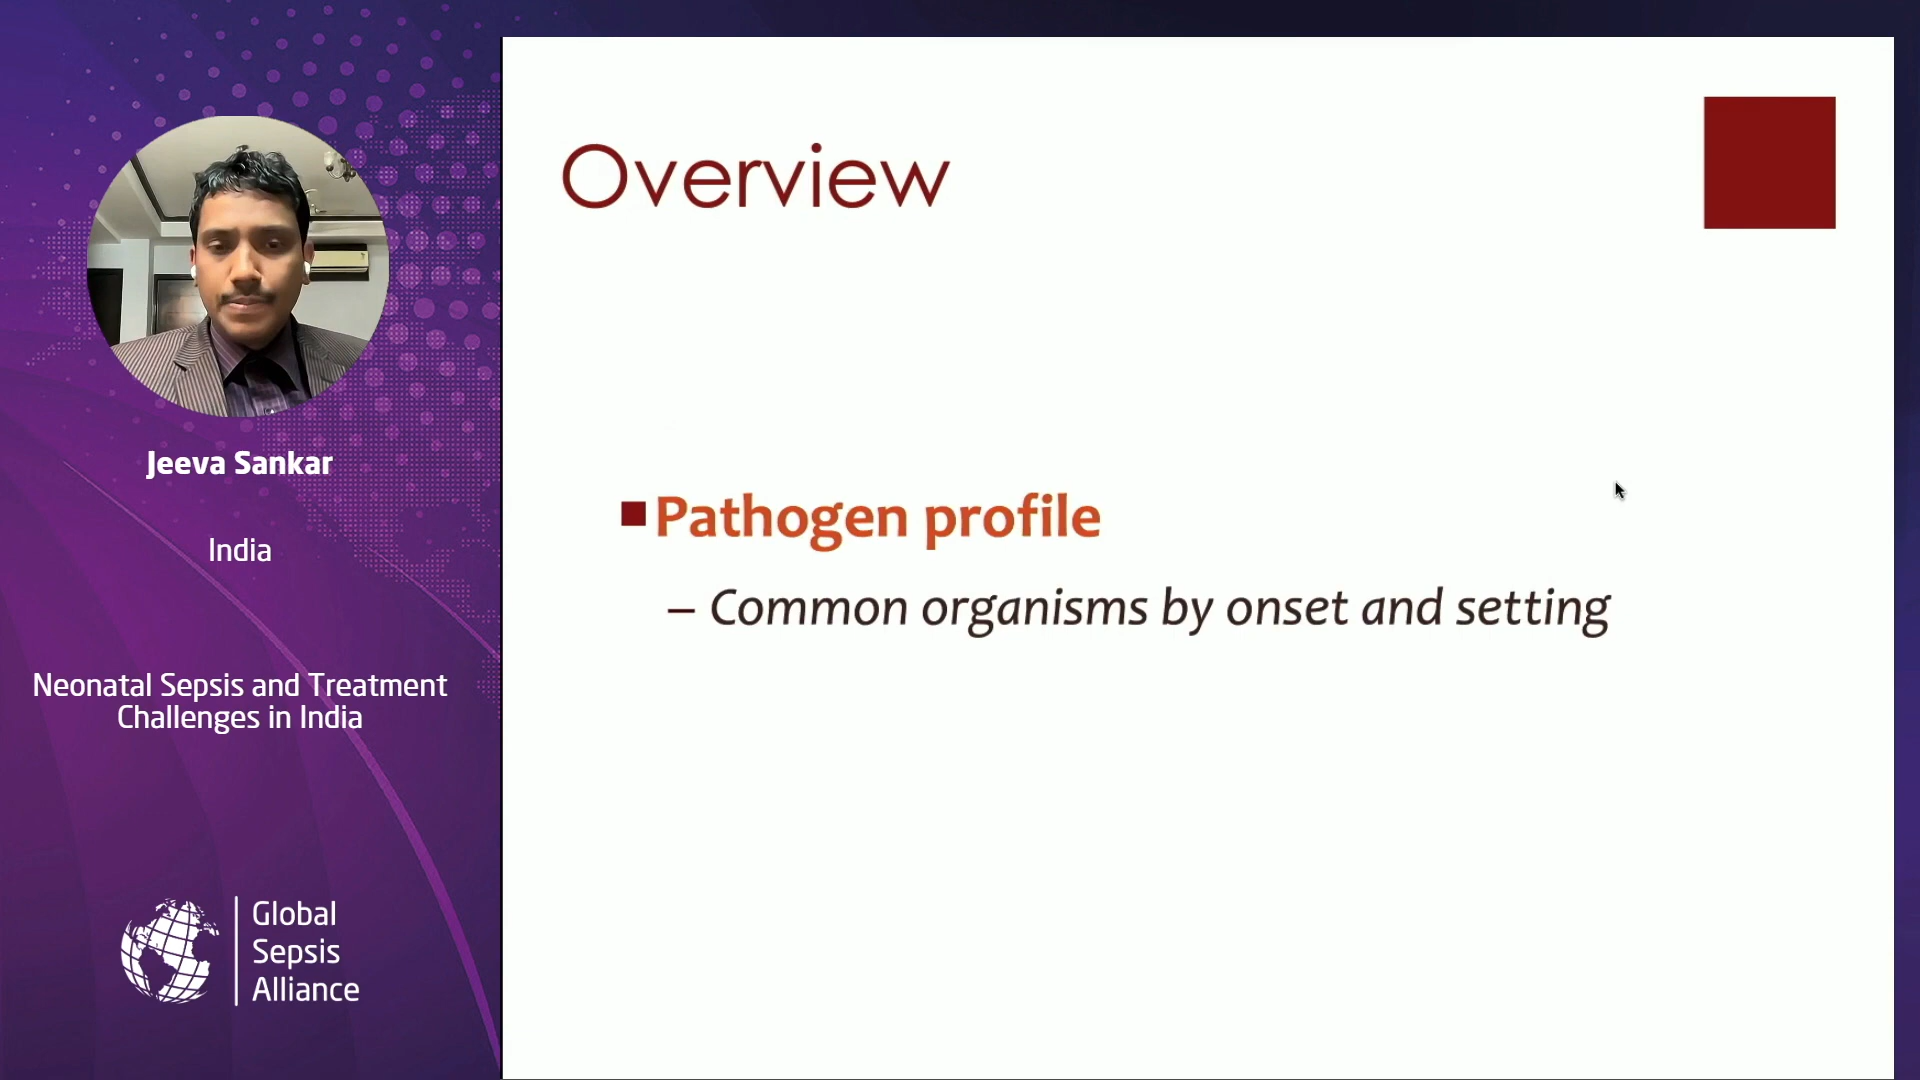 Overview
Pathogen profile
– Common organisms by onset and setting
Jeeva Sankar
India
Neonatal Sepsis and Treatment
Challenges in India
Global
Sepsis
Alliance